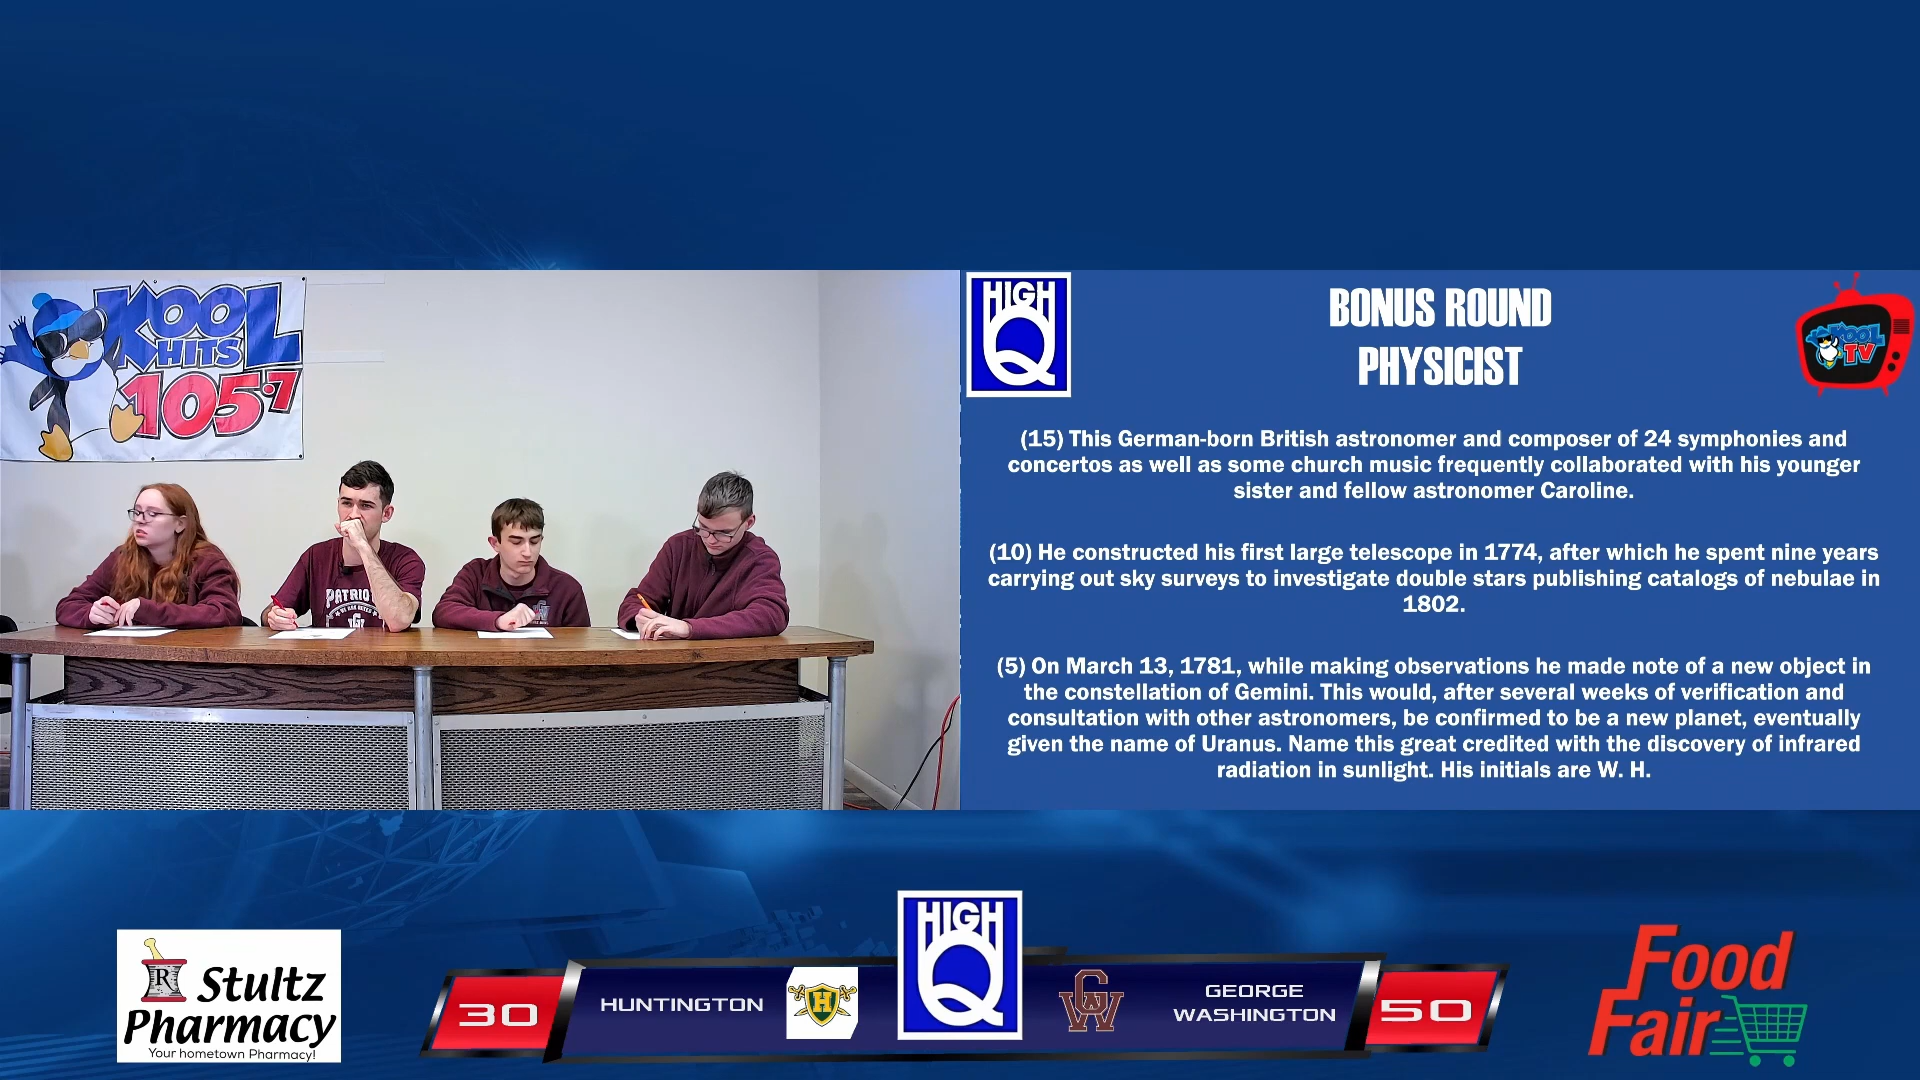 KOOL
HITS
105.7
PATRIO
GW
HIGH
Q
BONUS ROUND
PHYSICIST
KOOL
TV
(15) This German-born British astronomer and composer of 24 symphonies and
concertos as well as some church music frequently collaborated with his younger
sister and fellow astronomer Caroline.
(10) He constructed his first large telescope in 1774, after which he spent nine years
carrying out sky surveys to investigate double stars publishing catalogs of nebulae in
1802.
(5) On March 13, 1781, while making observations he made note of a new object in
the constellation of Gemini. This would, after several weeks of verification and
consultation with other astronomers, be confirmed to be a new planet, eventually
given the name of Uranus. Name this great credited with the discovery of infrared
radiation in sunlight. His initials are W. H.
R Stultz
Pharmacy
Your hometown Pharmacy!
30
HUNTINGTON
H
HIGH
Q
GW
GEORGE
WASHINGTON
50
Food
Fair